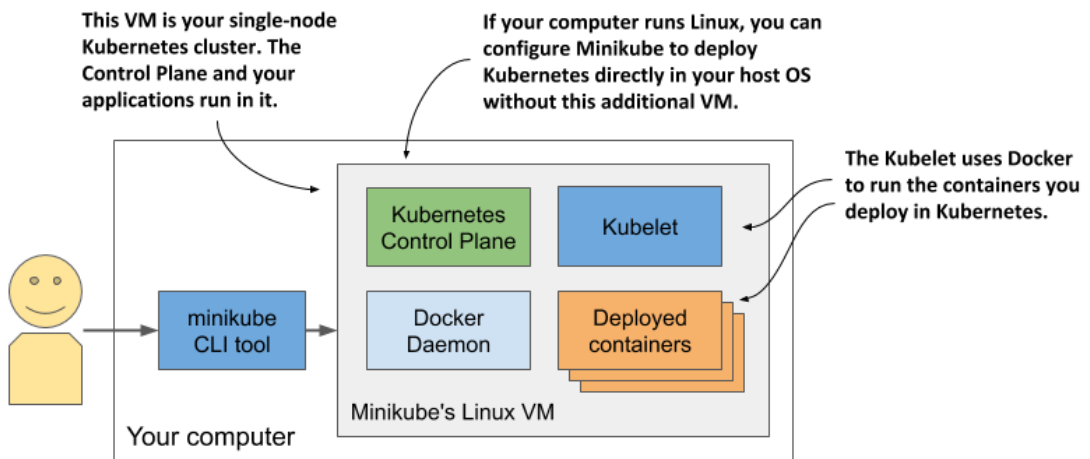 This VM is your single-node
Kubernetes cluster. The
Control Plane and your
applications run in it.
If your computer runs Linux, you can
configure Minikube to deploy
Kubernetes directly in your host OS
without this additional VM.
The Kubelet uses Docker
to run the containers you
deploy in Kubernetes.
Kubernetes
Control Plane
Kubelet
minikube
CLI tool
Docker
Daemon
Deployed
containers
Minikube's Linux VM
Your computer